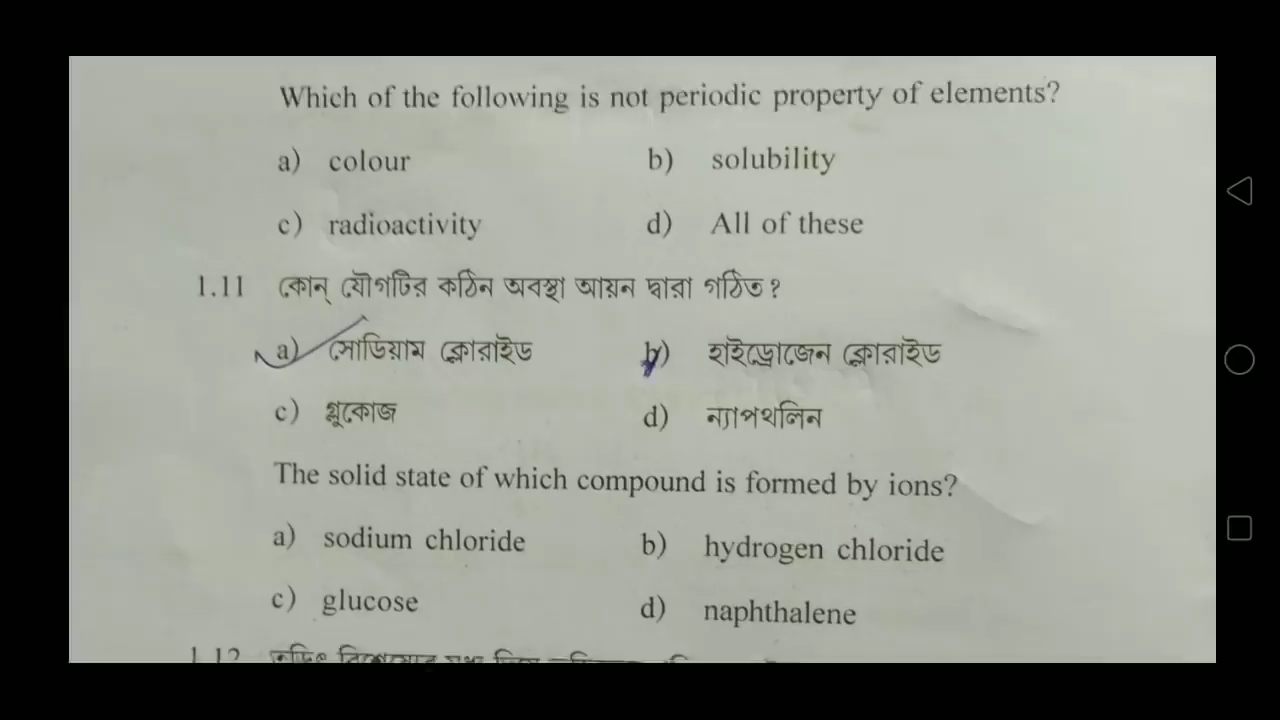 Which of the following is not periodic property of elements?
a) colour b) solubility
c) radioactivity d) All of these
1.11 কোন্ যৌগটির কঠিন অবস্থা আয়ন দ্বারা গঠিত?
a) সোডিয়াম ক্লোরাইড b) হাইড্রোজেন ক্লোরাইড
c) গ্লুকোজ d) ন্যাপথলিন
The solid state of which compound is formed by ions?
a) sodium chloride b) hydrogen chloride
c) glucose d) naphthalene
1.12